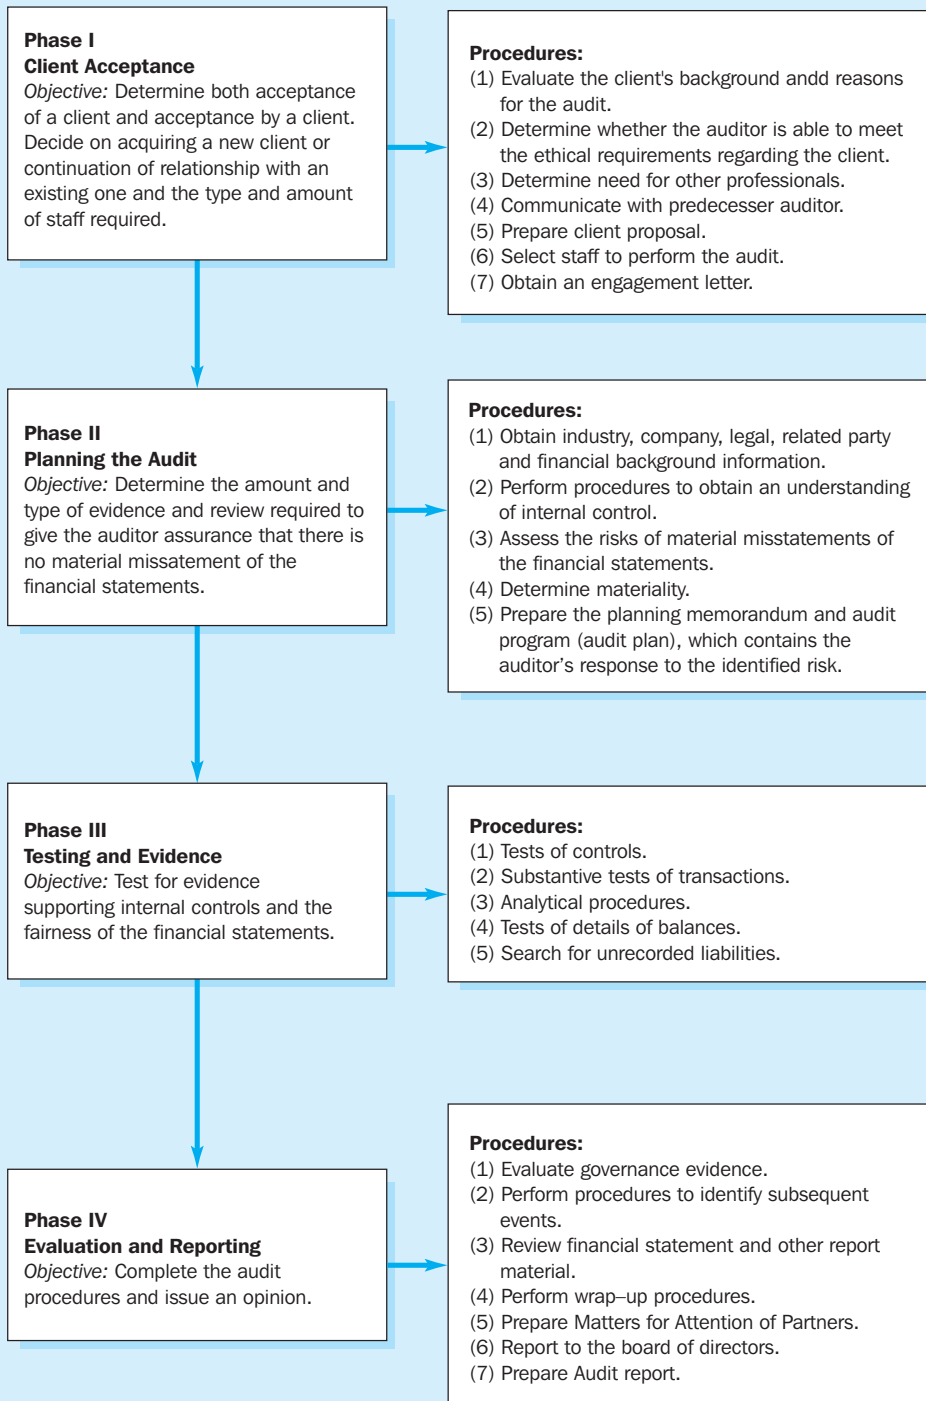 Phase I
Client Acceptance
Objective: Determine both acceptance
of a client and acceptance by a client.
Decide on acquiring a new client or
continuation of relationship with an
existing one and the type and amount
of staff required.
Procedures:
(1) Evaluate the client's background andd reasons
for the audit.
(2) Determine whether the auditor is able to meet
the ethical requirements regarding the client.
(3) Determine need for other professionals.
(4) Communicate with predecesser auditor.
(5) Prepare client proposal.
(6) Select staff to perform the audit.
(7) Obtain an engagement letter.
Phase II
Planning the Audit
Objective: Determine the amount and
type of evidence and review required to
give the auditor assurance that there is
no material missatement of the
financial statements.
Procedures:
(1) Obtain industry, company, legal, related party
and financial background information.
(2) Perform procedures to obtain an understanding
of internal control.
(3) Assess the risks of material misstatements of
the financial statements.
(4) Determine materiality.
(5) Prepare the planning memorandum and audit
program (audit plan), which contains the
auditor’s response to the identified risk.
Phase III
Testing and Evidence
Objective: Test for evidence
supporting internal controls and the
fairness of the financial statements.
Procedures:
(1) Tests of controls.
(2) Substantive tests of transactions.
(3) Analytical procedures.
(4) Tests of details of balances.
(5) Search for unrecorded liabilities.
Phase IV
Evaluation and Reporting
Objective: Complete the audit
procedures and issue an opinion.
Procedures:
(1) Evaluate governance evidence.
(2) Perform procedures to identify subsequent
events.
(3) Review financial statement and other report
material.
(4) Perform wrap–up procedures.
(5) Prepare Matters for Attention of Partners.
(6) Report to the board of directors.
(7) Prepare Audit report.